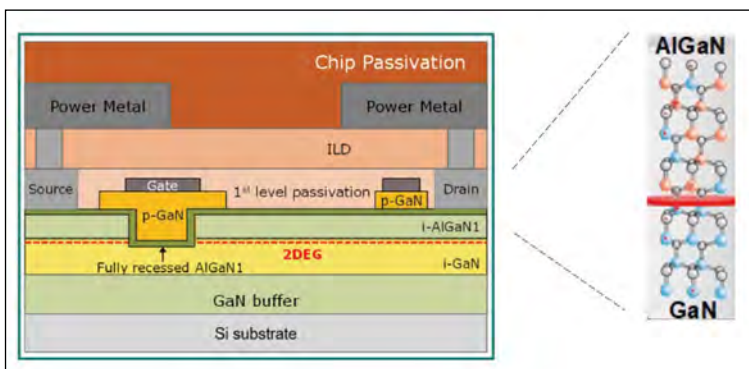 Chip Passivation
Power Metal
Power Metal
ILD
Source
Gate
1st level passivation
p-GaN
Drain
p-GaN
i-AlGaN1
2DEG
Fully recessed AlGaN1
i-GaN
GaN buffer
Si substrate
AlGaN
GaN